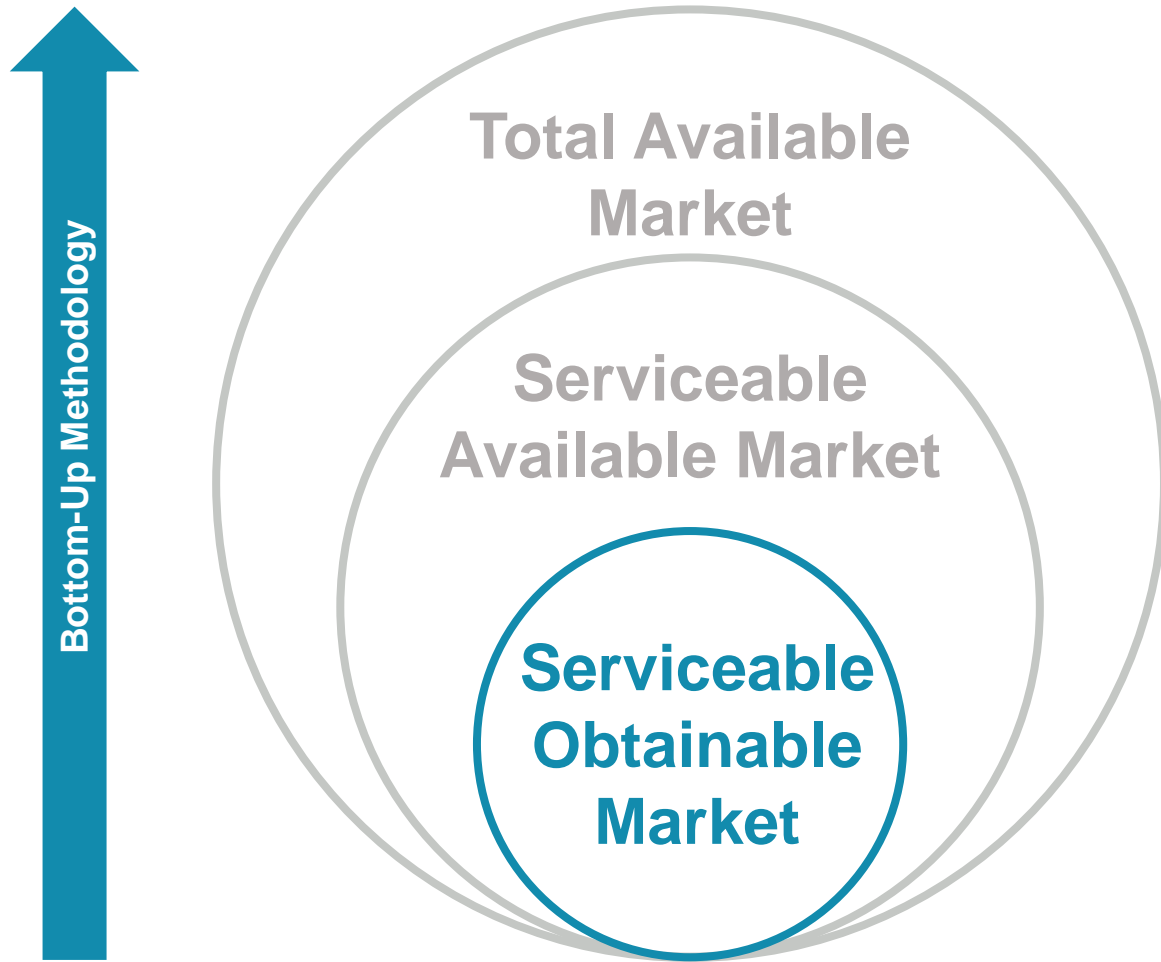 Bottom-Up Methodology
Total Available
Market
Serviceable
Available Market
Serviceable
Obtainable
Market